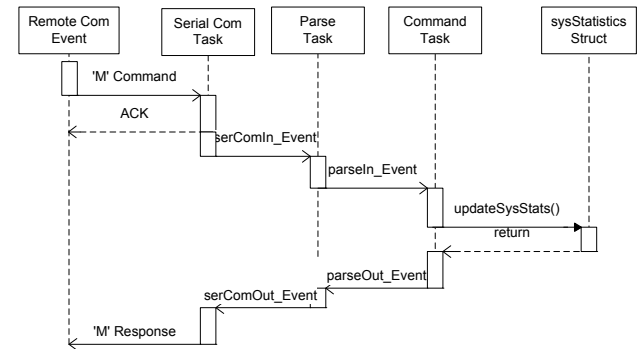 Remote Com
Event
Serial Com
Task
Parse
Task
Command
Task
sysStatistics
Struct
'M' Command
ACK
serComIn_Event
parseIn_Event
updateSysStats()
return
parseOut_Event
serComOut_Event
'M' Response